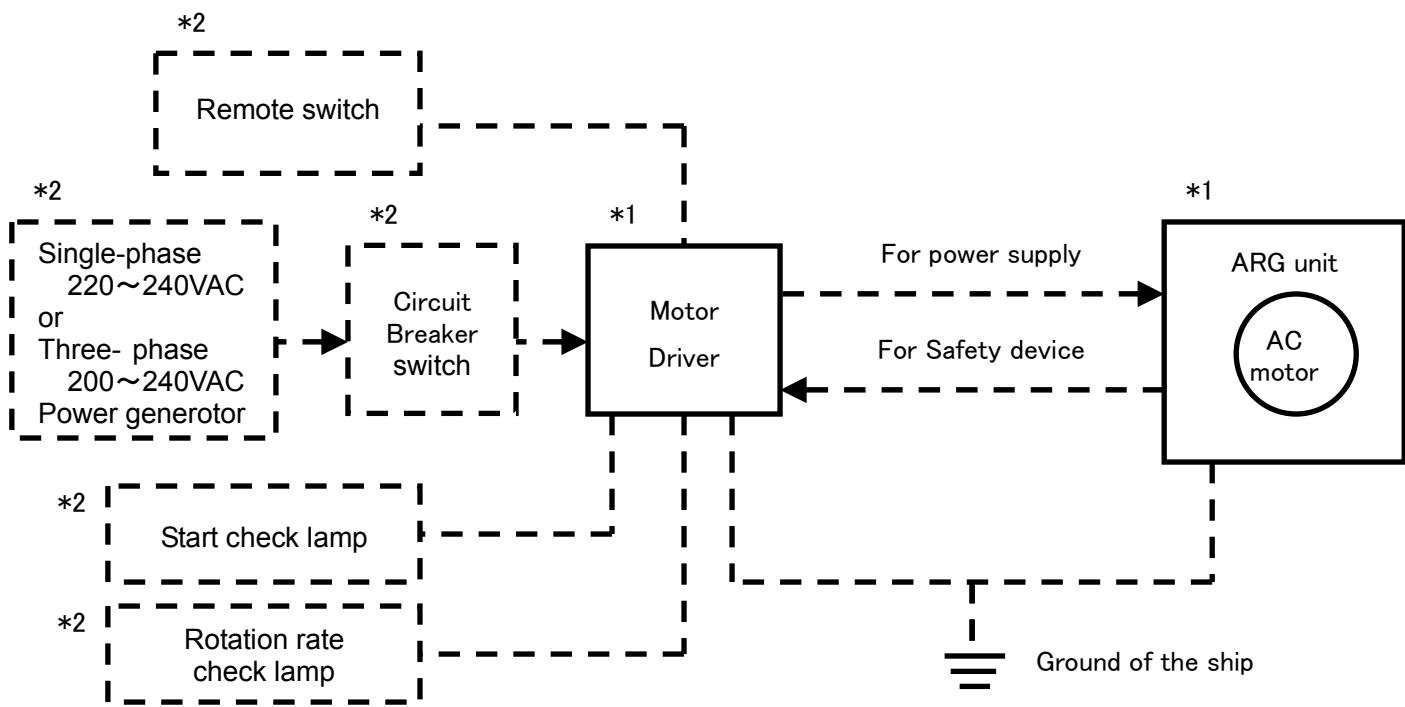 *2
Remote switch
*2
Single-phase
220～240VAC
or
Three- phase
200～240VAC
Power generotor
*2
Circuit
Breaker
switch
*1
Motor
Driver
For power supply
For Safety device
*1
ARG unit
AC
motor
*2
Start check lamp
*2
Rotation rate
check lamp
Ground of the ship